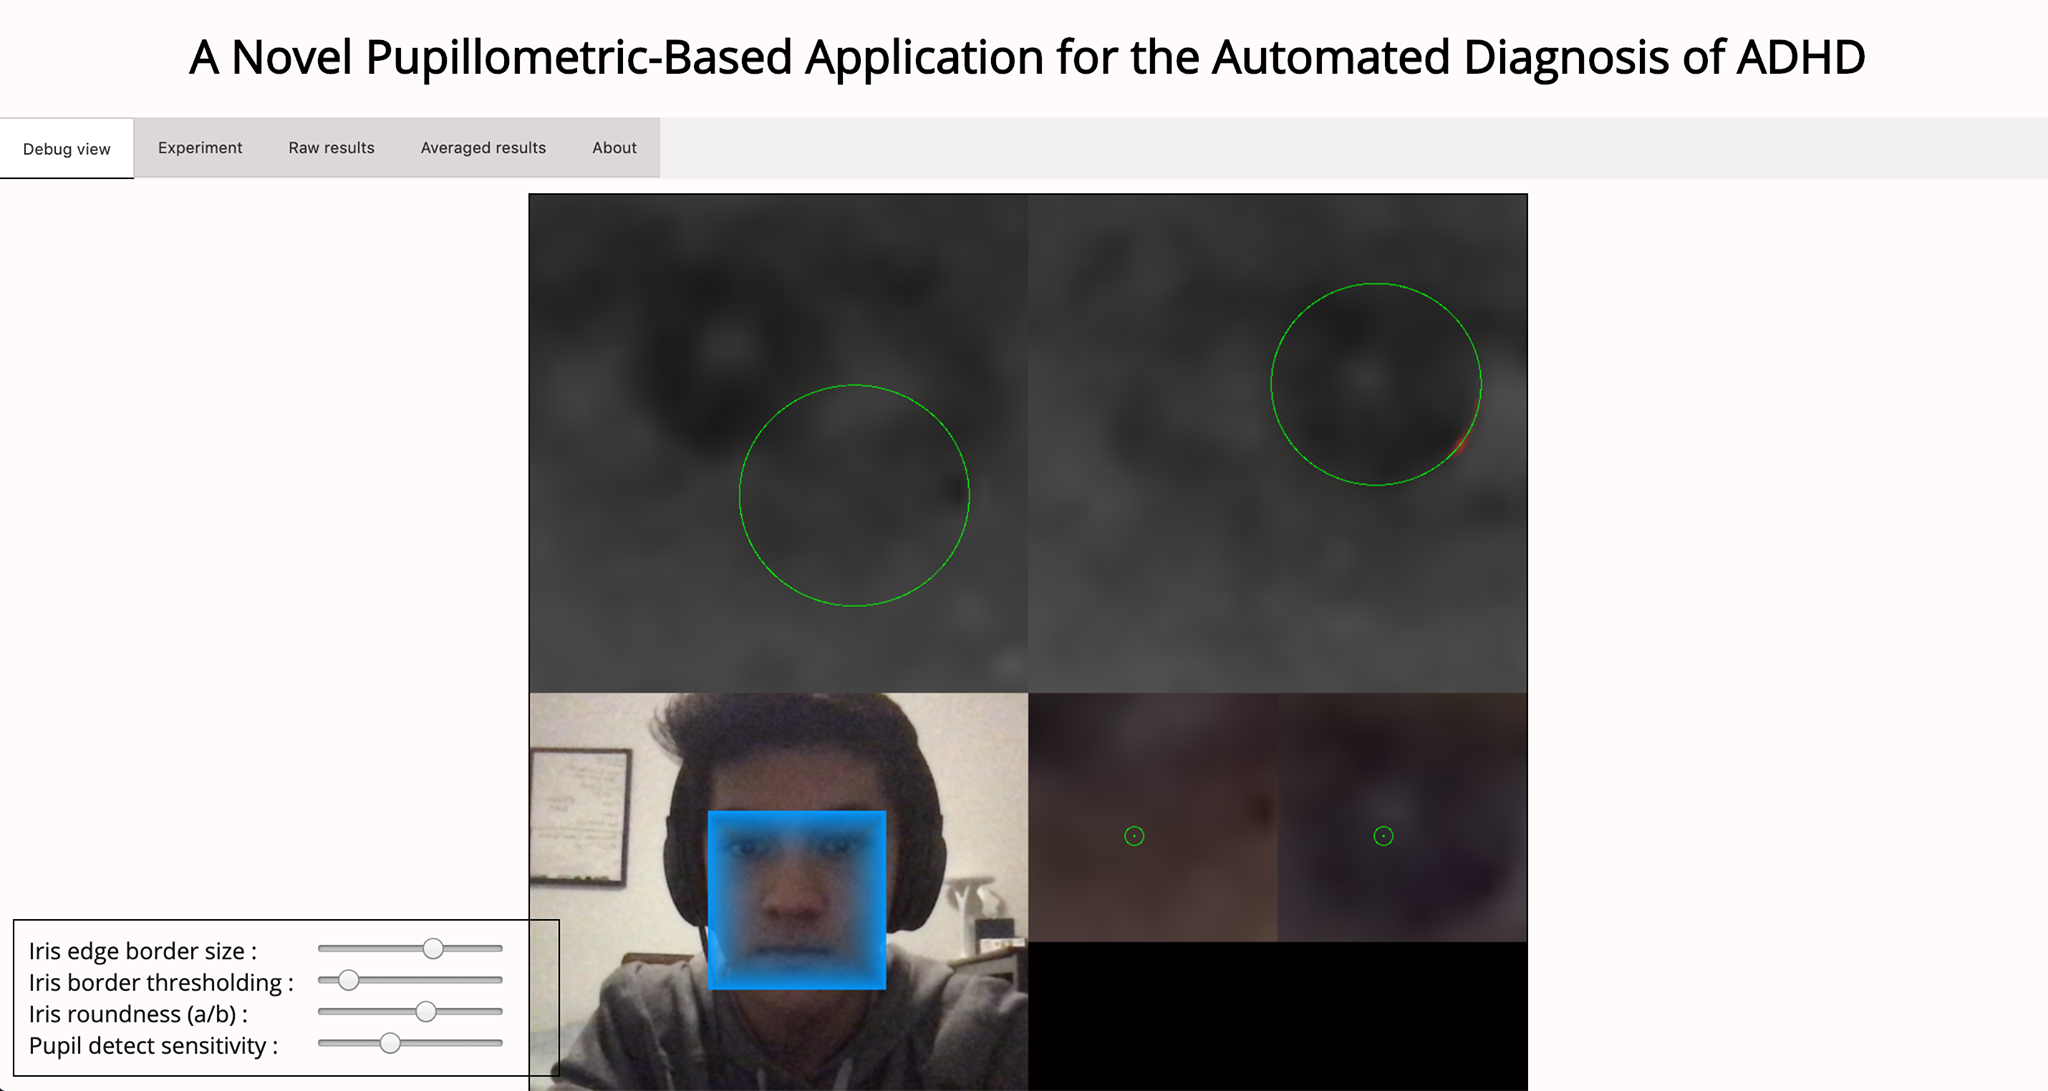 A Novel Pupillometric-Based Application for the Automated Diagnosis of ADHD
Debug view
Experiment
Raw results
Averaged results
About
Iris edge border size :
Iris border thresholding :
Iris roundness (a/b) :
Pupil detect sensitivity :